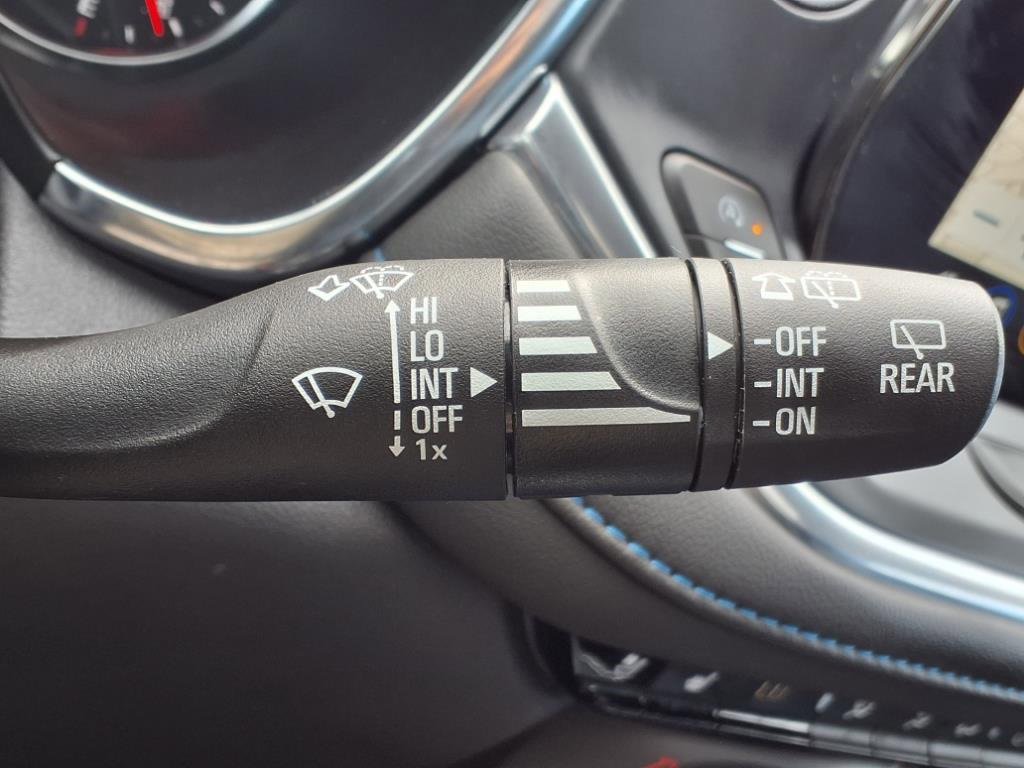 HI
LO
INT
OFF
1x
-OFF
-INT
-ON
REAR